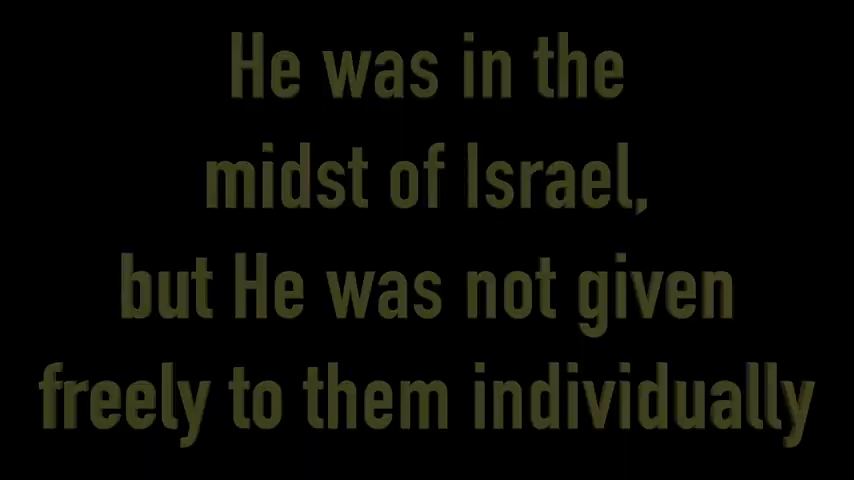 He was in the
midst of Israel,
but He was not given
freely to them individually